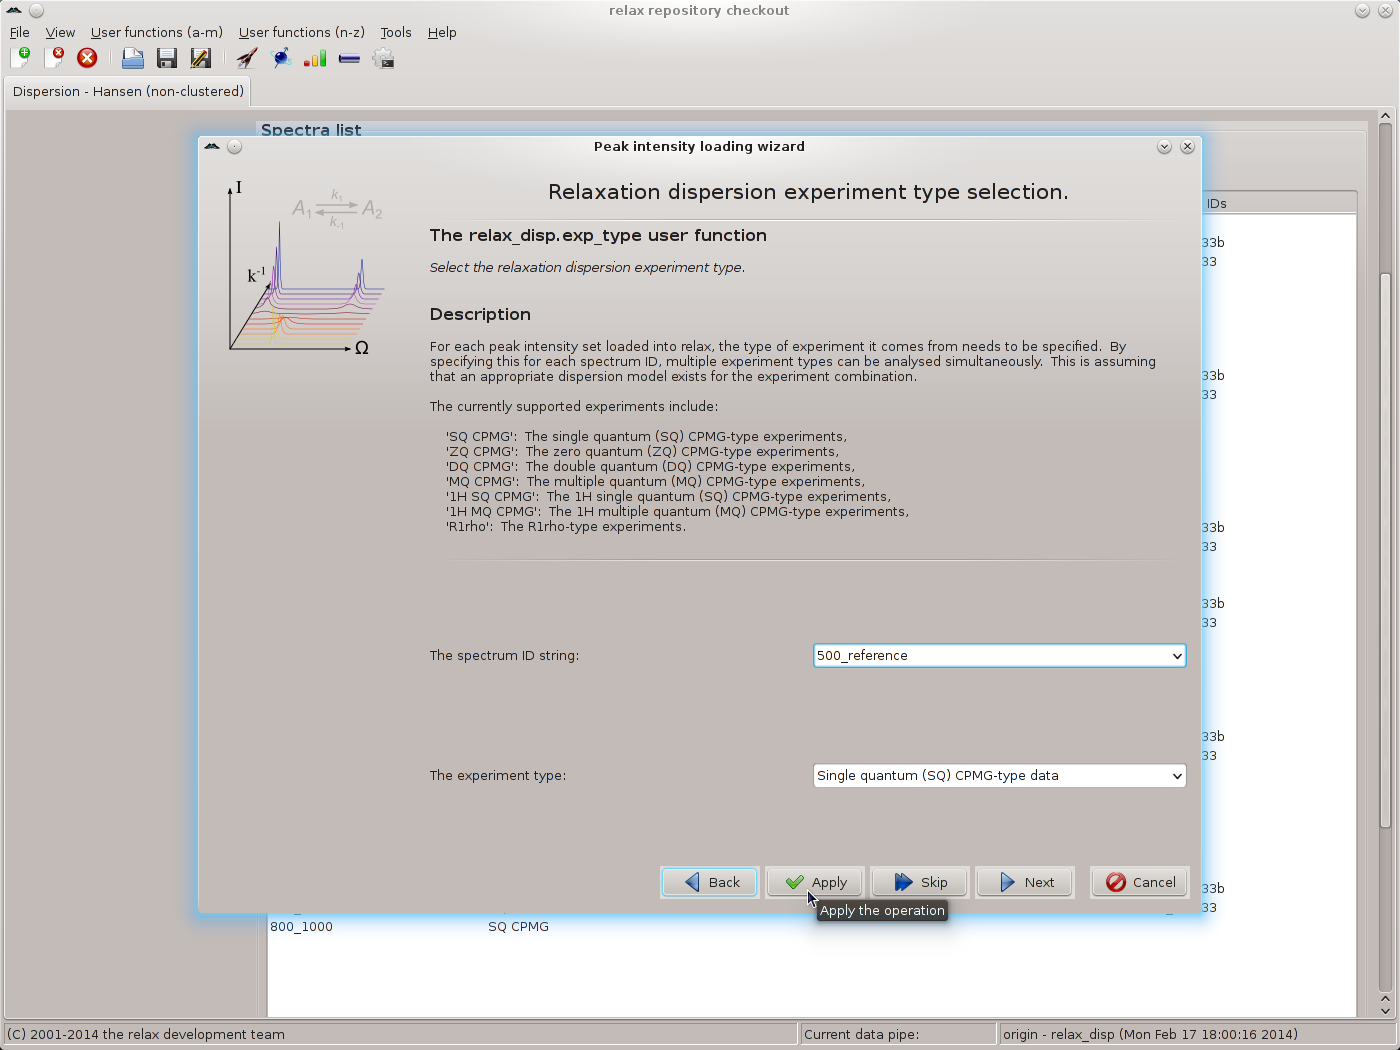 relax repository checkout
File View User functions (a-m) User functions (n-z) Tools Help
Dispersion - Hansen (non-clustered)
Spectra list
Peak intensity loading wizard
I
A1 k1 k-1 A2
k-1
Ω
Relaxation dispersion experiment type selection.
The relax_disp.exp_type user function
Select the relaxation dispersion experiment type.
Description
For each peak intensity set loaded into relax, the type of experiment it comes from needs to be specified.  By
specifying this for each spectrum ID, multiple experiment types can be analysed simultaneously.  This is assuming
that an appropriate dispersion model exists for the experiment combination.
The currently supported experiments include:
'SQ CPMG':  The single quantum (SQ) CPMG-type experiments,
'ZQ CPMG':  The zero quantum (ZQ) CPMG-type experiments,
'DQ CPMG':  The double quantum (DQ) CPMG-type experiments,
'MQ CPMG':  The multiple quantum (MQ) CPMG-type experiments,
'1H SQ CPMG':  The 1H single quantum (SQ) CPMG-type experiments,
'1H MQ CPMG':  The 1H multiple quantum (MQ) CPMG-type experiments,
'R1rho':  The R1rho-type experiments.
The spectrum ID string: 500_reference
The experiment type: Single quantum (SQ) CPMG-type data
Back Apply Skip Next Cancel
Apply the operation
IDs
33b
33
33b
33
33b
33
33b
33
33b
33
33b
33
800_1000 SQ CPMG
(C) 2001-2014 the relax development team
Current data pipe:
origin - relax_disp (Mon Feb 17 18:00:16 2014)